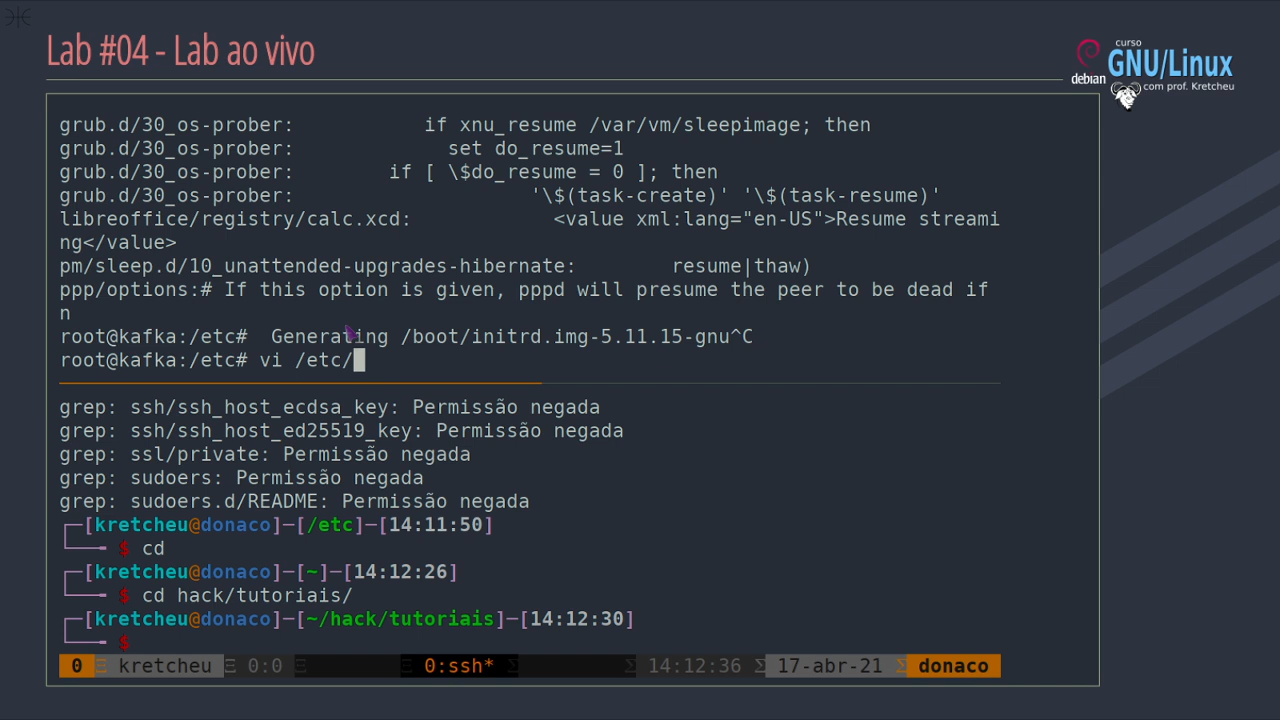 Lab #04 - Lab ao vivo
curso
GNU/Linux
debian
com prof. Kretcheu
grub.d/30_os-prober:           if xnu_resume /var/vm/sleepimage; then
grub.d/30_os-prober:             set do_resume=1
grub.d/30_os-prober:        if [ \$do_resume = 0 ]; then
grub.d/30_os-prober:                    '\$(task-create)' '\$(task-resume)'
libreoffice/registry/calc.xcd:            <value xml:lang="en-US">Resume streami
ng</value>
pm/sleep.d/10_unattended-upgrades-hibernate:        resume|thaw)
ppp/options:# If this option is given, pppd will presume the peer to be dead if
n
root@kafka:/etc#  Generating /boot/initrd.img-5.11.15-gnu^C
root@kafka:/etc# vi /etc/
grep: ssh/ssh_host_ecdsa_key: Permissão negada
grep: ssh/ssh_host_ed25519_key: Permissão negada
grep: ssl/private: Permissão negada
grep: sudoers: Permissão negada
grep: sudoers.d/README: Permissão negada
┌─[kretcheu@donaco]─[/etc]─[14:11:50]
└──╼ $ cd
┌─[kretcheu@donaco]─[~]─[14:12:26]
└──╼ $ cd hack/tutoriais/
┌─[kretcheu@donaco]─[~/hack/tutoriais]─[14:12:30]
└──╼ $
0 Ξ kretcheu Ξ 0:0 Ξ 0:ssh* Σ Σ 14:12:36 Σ 17-abr-21 Σ donaco